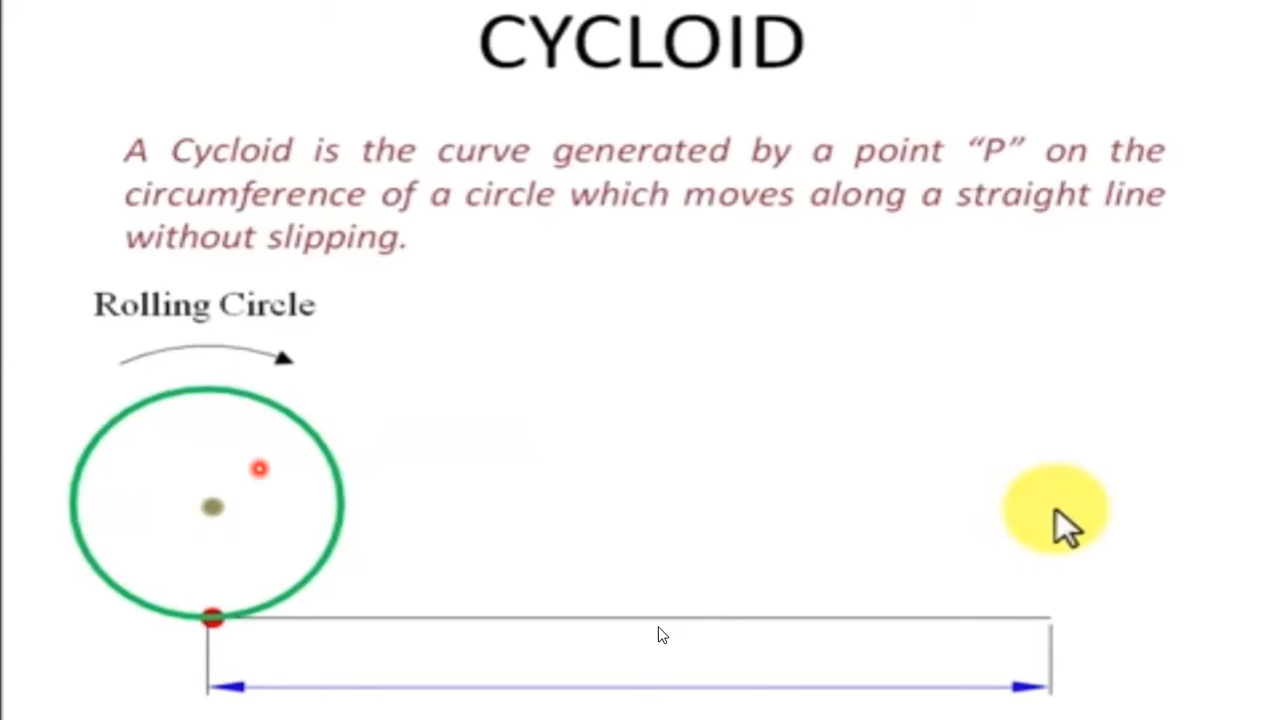 CYCLOID
A Cycloid is the curve generated by a point “P” on the
circumference of a circle which moves along a straight line
without slipping.
Rolling Circle